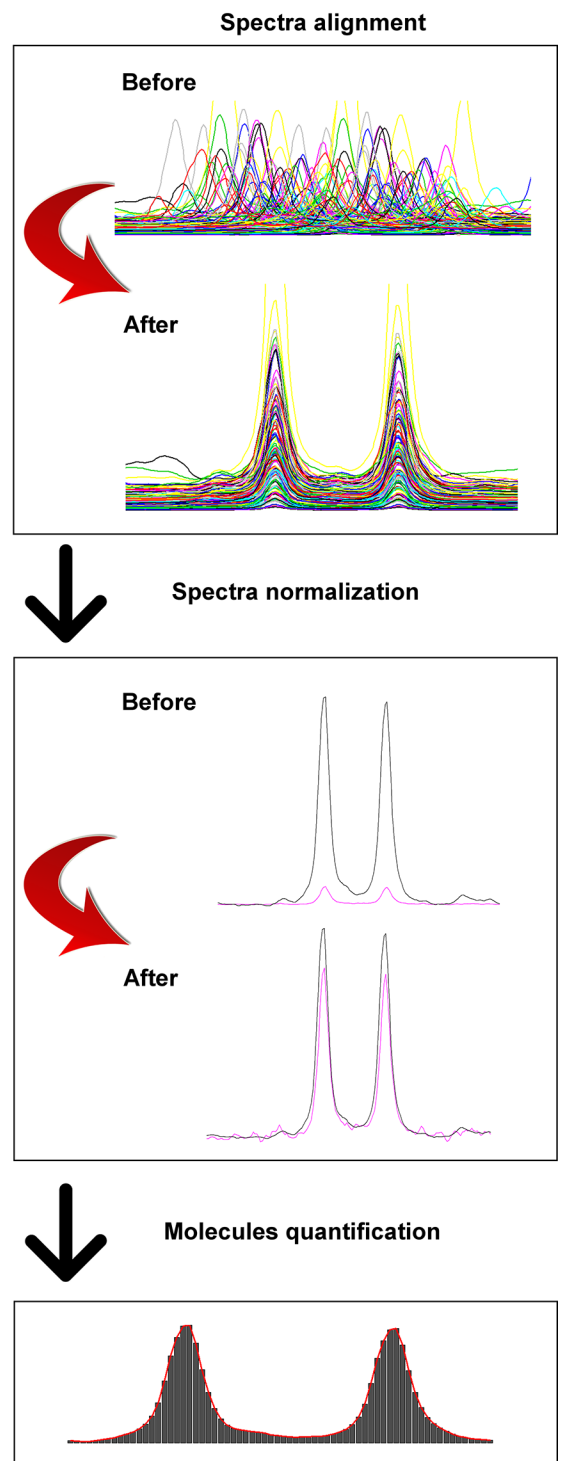 Spectra alignment
Before
After
Spectra normalization
Before
After
Molecules quantification